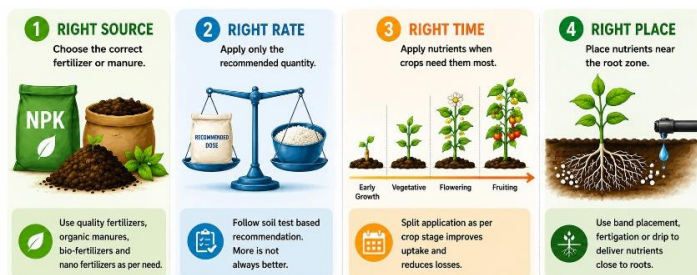 1 RIGHT SOURCE
Choose the correct
fertilizer or manure.
NPK
Use quality fertilizers,
organic manures,
bio-fertilizers and
nano fertilizers as per need.
2 RIGHT RATE
Apply only the
recommended quantity.
RECOMMENDED
DOSE
Follow soil test based
recommendation.
More is not
always better.
3 RIGHT TIME
Apply nutrients when
crops need them most.
Early
Growth
Vegetative
Flowering
Fruiting
Split application as per
crop stage improves
uptake and
reduces losses.
4 RIGHT PLACE
Place nutrients near
the root zone.
Use band placement,
fertigation or drip to
deliver nutrients
close to roots.